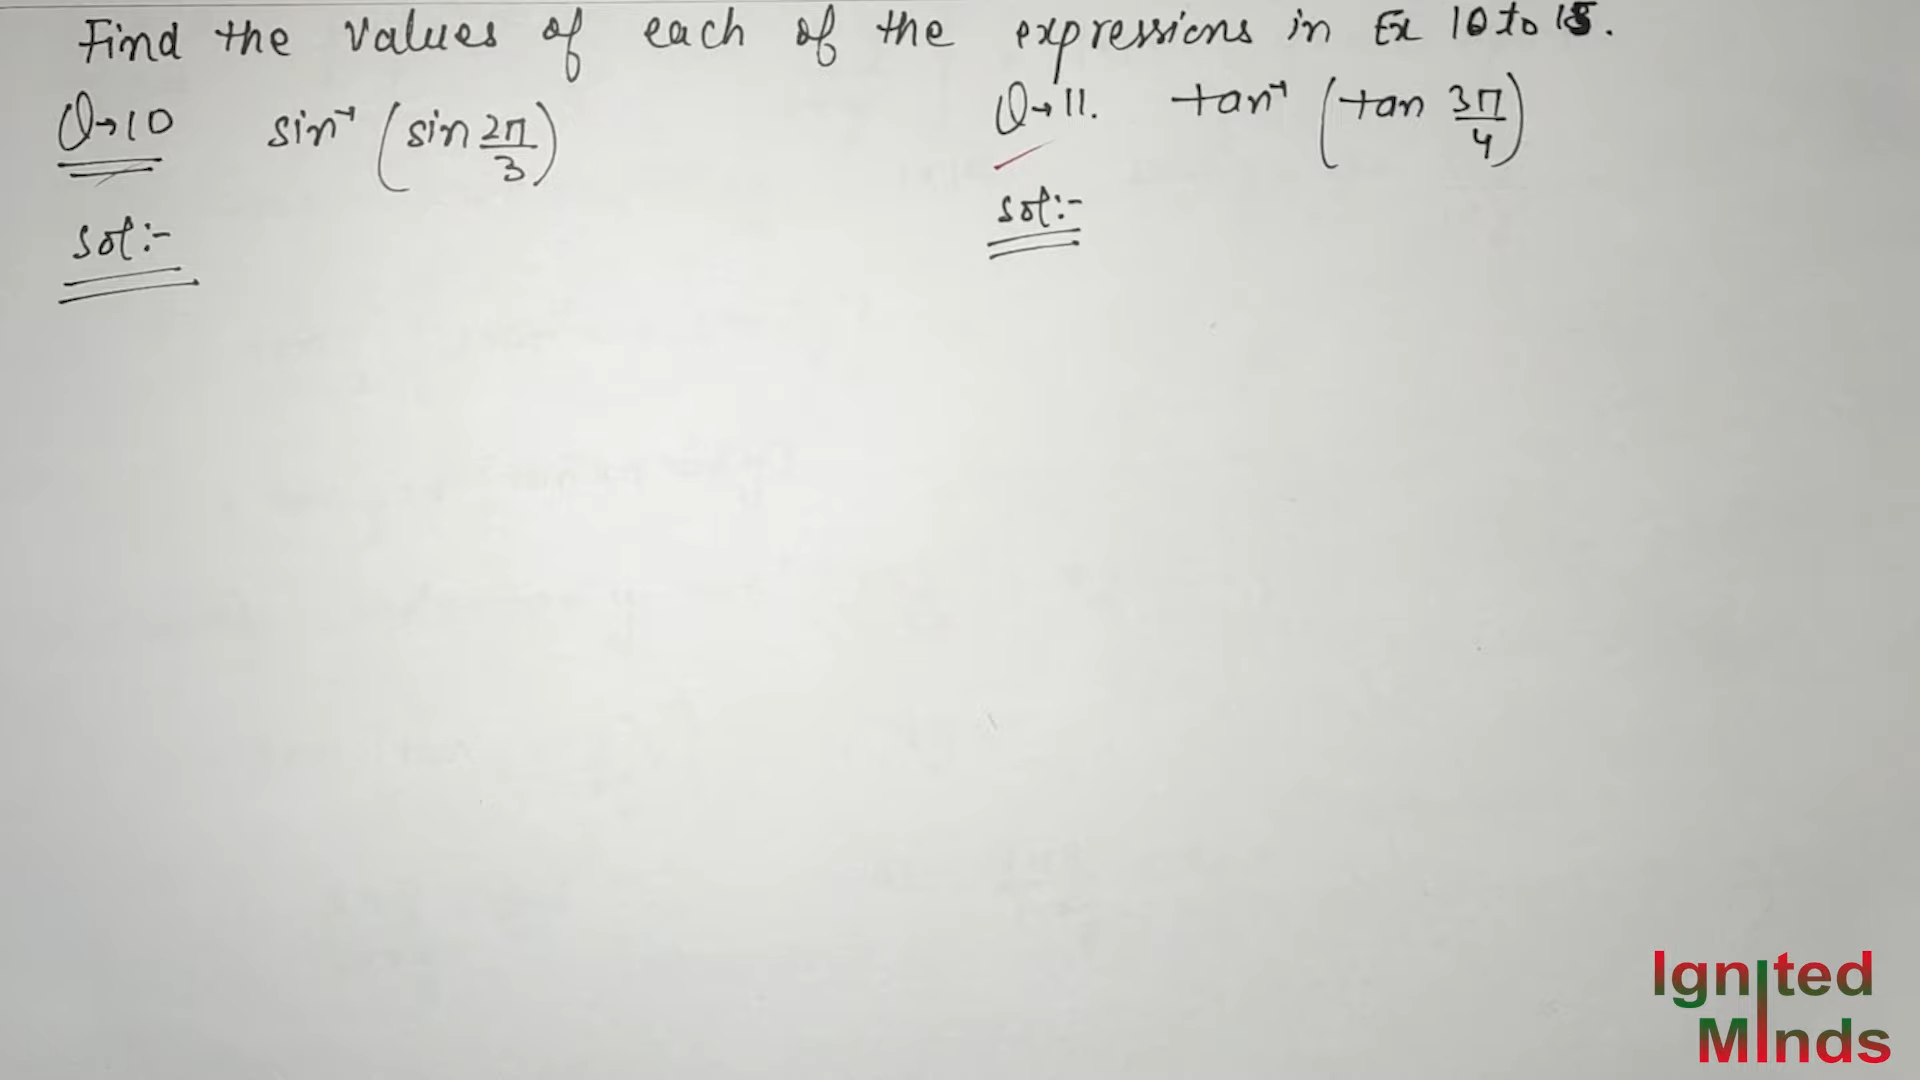 Find the values of each of the expressions in Ex 10 to 15.
Q→10 sin⁻¹ (sin 2π/3)
Sol:-
Q→11. tan⁻¹ (tan 3π/4)
Sol:-
Ignited
Minds